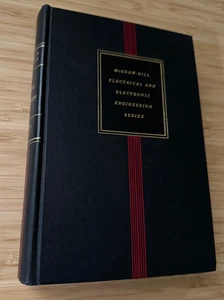 McGRAW-HILL
ELECTRICAL AND
ELECTRONIC
ENGINEERING
SERIES